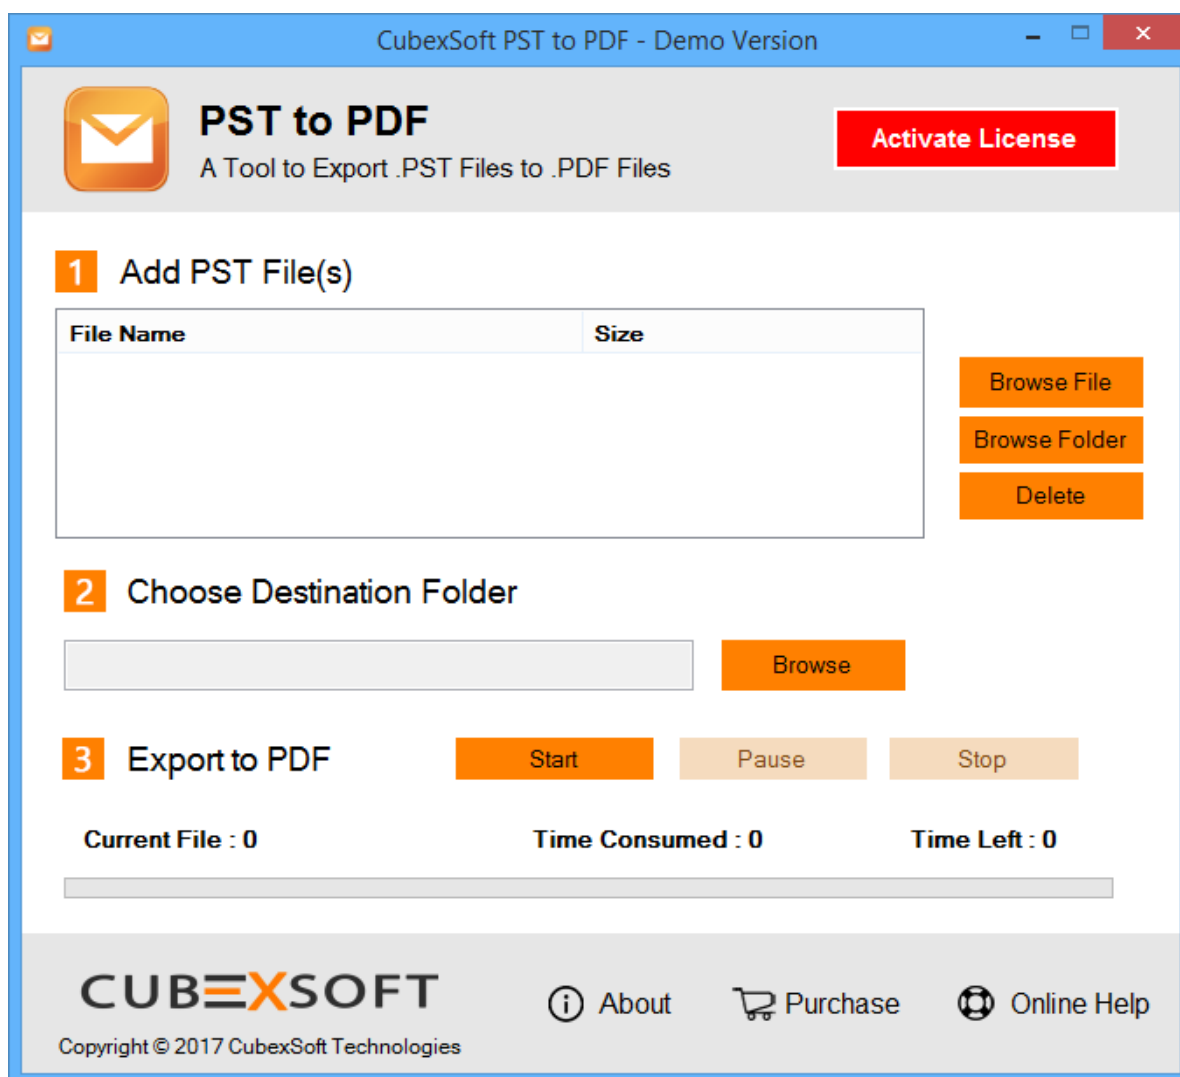 CubexSoft PST to PDF - Demo Version
PST to PDF
A Tool to Export .PST Files to .PDF Files
Activate License
1 Add PST File(s)
File Name Size
Browse File
Browse Folder
Delete
2 Choose Destination Folder
Browse
3 Export to PDF Start Pause Stop
Current File : 0 Time Consumed : 0 Time Left : 0
CUBEXSOFT
About Purchase Online Help
Copyright © 2017 CubexSoft Technologies